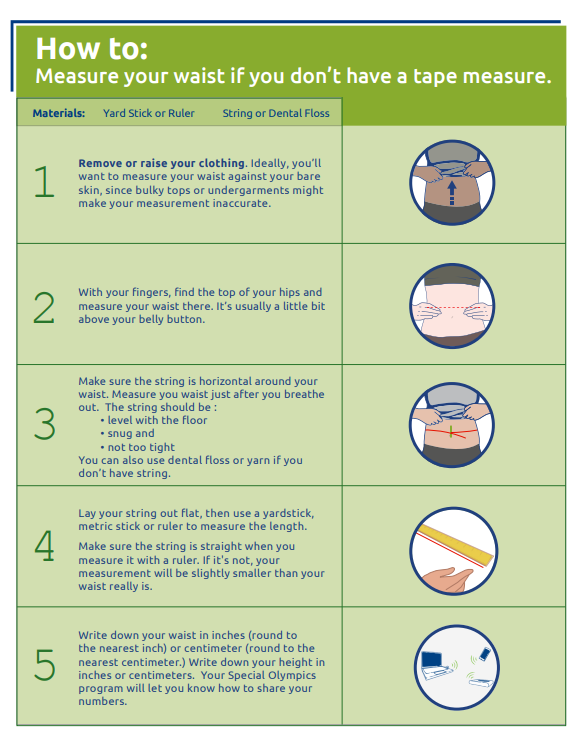 How to:
Measure your waist if you don't have a tape measure.
Materials: Yard Stick or Ruler String or Dental Floss
1
Remove or raise your clothing. Ideally, you'll
want to measure your waist against your bare
skin, since bulky tops or undergarments might
make your measurement inaccurate.
2
With your fingers, find the top of your hips and
measure your waist there. It's usually a little bit
above your belly button.
3
Make sure the string is horizontal around your
waist. Measure you waist just after you breathe
out. The string should be :
• level with the floor
• snug and
• not too tight
You can also use dental floss or yarn if you
don't have string.
4
Lay your string out flat, then use a yardstick,
metric stick or ruler to measure the length.
Make sure the string is straight when you
measure it with a ruler. If it's not, your
measurement will be slightly smaller than your
waist really is.
5
Write down your waist in inches (round to
the nearest inch) or centimeter (round to the
nearest centimeter.) Write down your height in
inches or centimeters. Your Special Olympics
program will let you know how to share your
numbers.